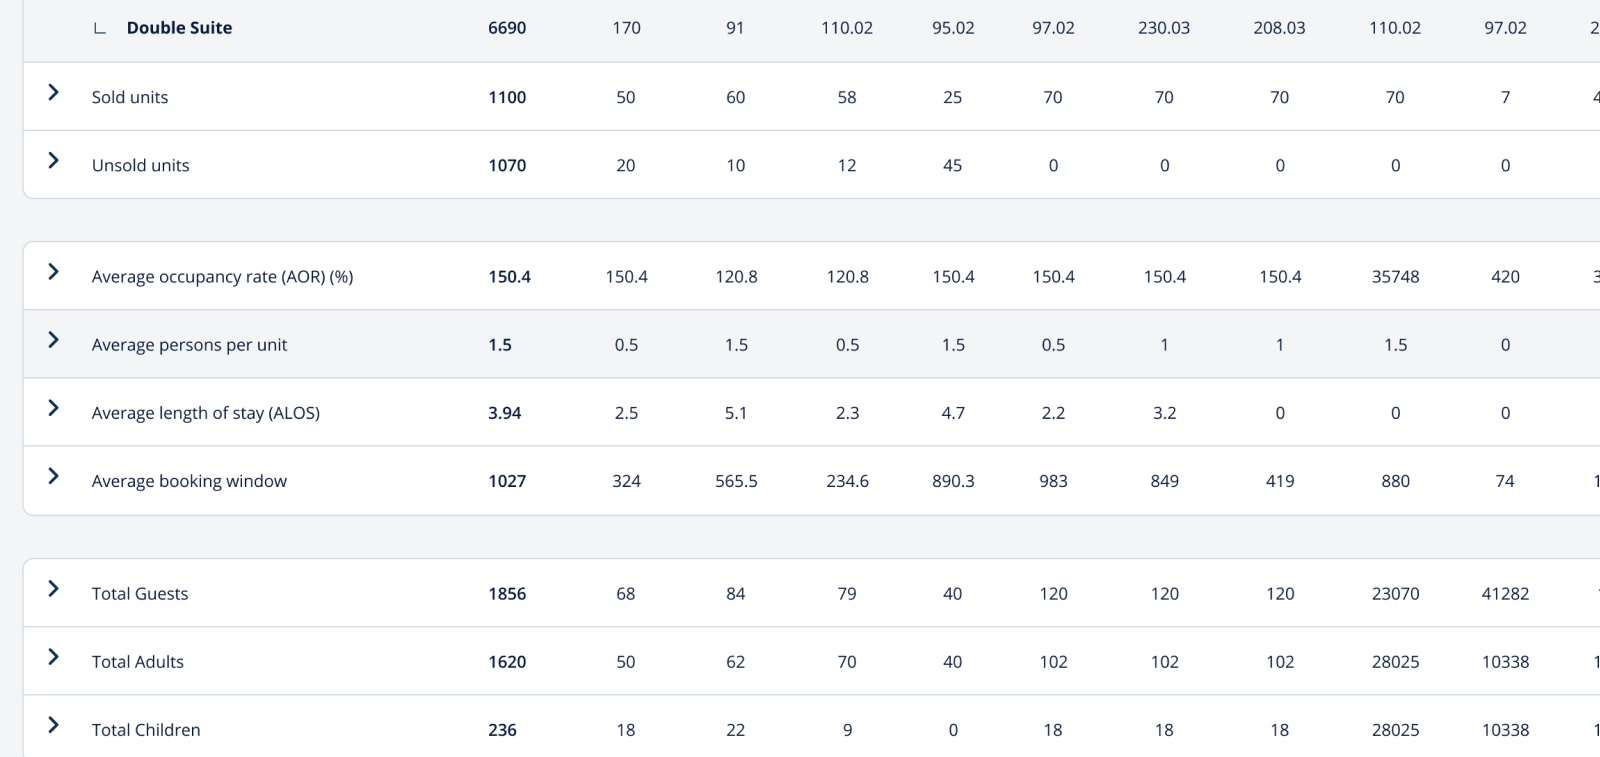 Double Suite 6690 170 91 110.02 95.02 97.02 230.03 208.03 110.02 97.02 2
Sold units 1100 50 60 58 25 70 70 70 70 7 4
Unsold units 1070 20 10 12 45 0 0 0 0 0
Average occupancy rate (AOR) (%) 150.4 150.4 120.8 120.8 150.4 150.4 150.4 150.4 35748 420 3
Average persons per unit 1.5 0.5 1.5 0.5 1.5 0.5 1 1 1.5 0
Average length of stay (ALOS) 3.94 2.5 5.1 2.3 4.7 2.2 3.2 0 0 0
Average booking window 1027 324 565.5 234.6 890.3 983 849 419 880 74 1
Total Guests 1856 68 84 79 40 120 120 120 23070 41282
Total Adults 1620 50 62 70 40 102 102 102 28025 10338 1
Total Children 236 18 22 9 0 18 18 18 28025 10338 1